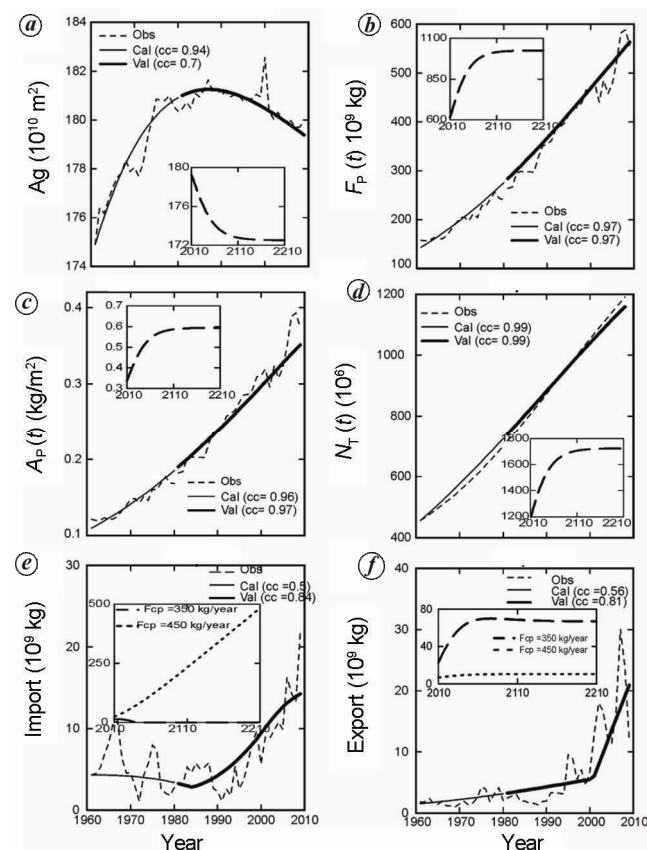 a
Obs
Cal (cc= 0.94)
Val (cc= 0.7)
Ag (10¹⁰ m²)
182
180
178
176
174
180
172
2010 2110 2210
b
F_P (t) 10⁹ kg
600
500
400
300
200
100
1100
850
600
2010 2110 2210
Obs
Cal (cc= 0.97)
Val (cc= 0.97)
c
A_P (t) (kg/m²)
0.4
0.3
0.2
0.1
0.7
0.6
0.5
0.4
0.3
2010 2110 2210
Obs
Cal (cc= 0.96)
Val (cc= 0.97)
d
N_T (t) (10⁶)
1200
1000
800
600
400
Obs
Cal (cc= 0.99)
Val (cc= 0.99)
1800
1600
1400
1200
2010 2110 2210
e
Import (10⁹ kg)
30
20
10
0
Obs
Cal (cc= 0.5)
Val (cc= 0.84)
500
250
0
Fcp =350 kg/year
Fcp =450 kg/year
2010 2110 2210
1960 1970 1980 1990 2000 2010
Year
f
Export (10⁹ kg)
40
30
20
10
0
Obs
Cal (cc = 0.56)
Val (cc = 0.81)
80
40
0
Fcp =350 kg/year
Fcp =450 kg/year
2010 2110 2210
1960 1970 1980 1990 2000 2010
Year